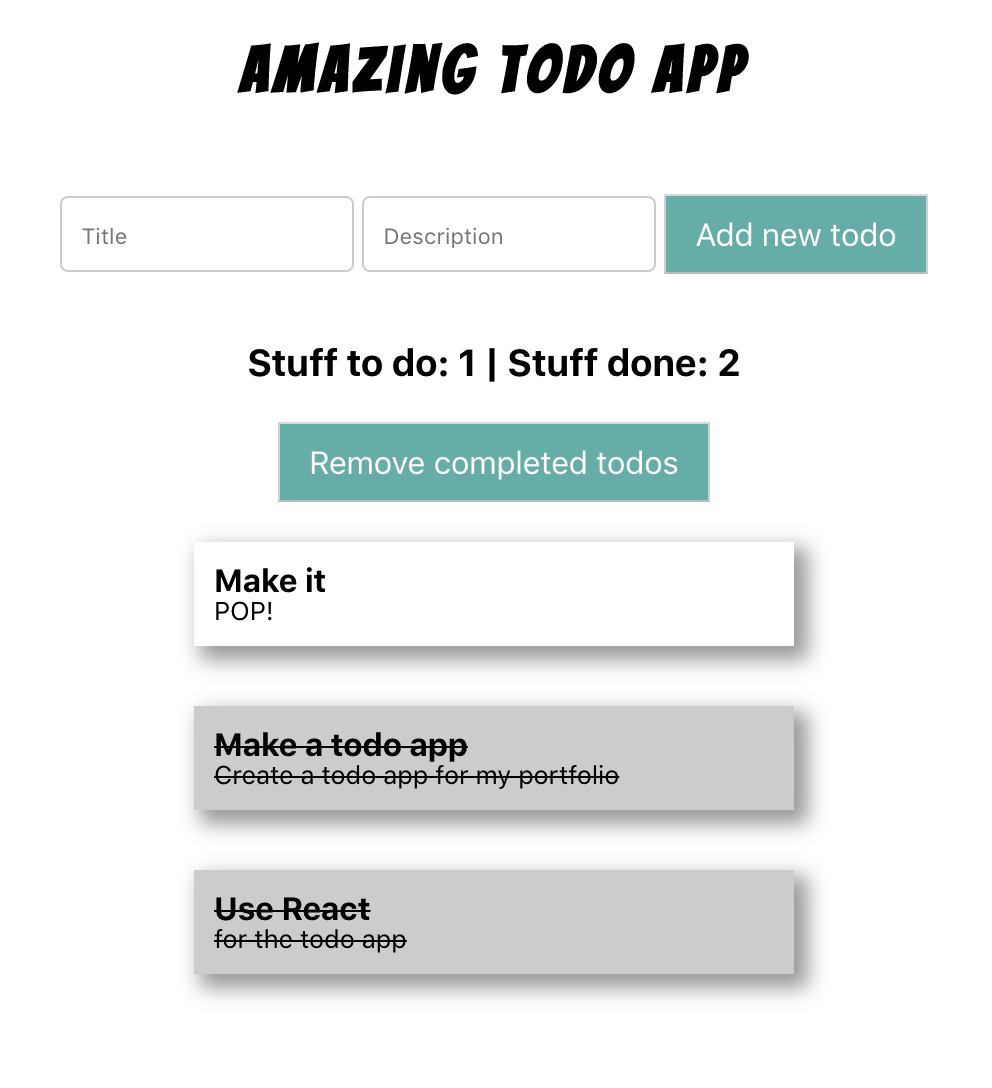 AMAZING TODO APP
Title
Description
Add new todo
Stuff to do: 1 | Stuff done: 2
Remove completed todos
Make it
POP!
Make a todo app
Create a todo app for my portfolio
Use React
for the todo app